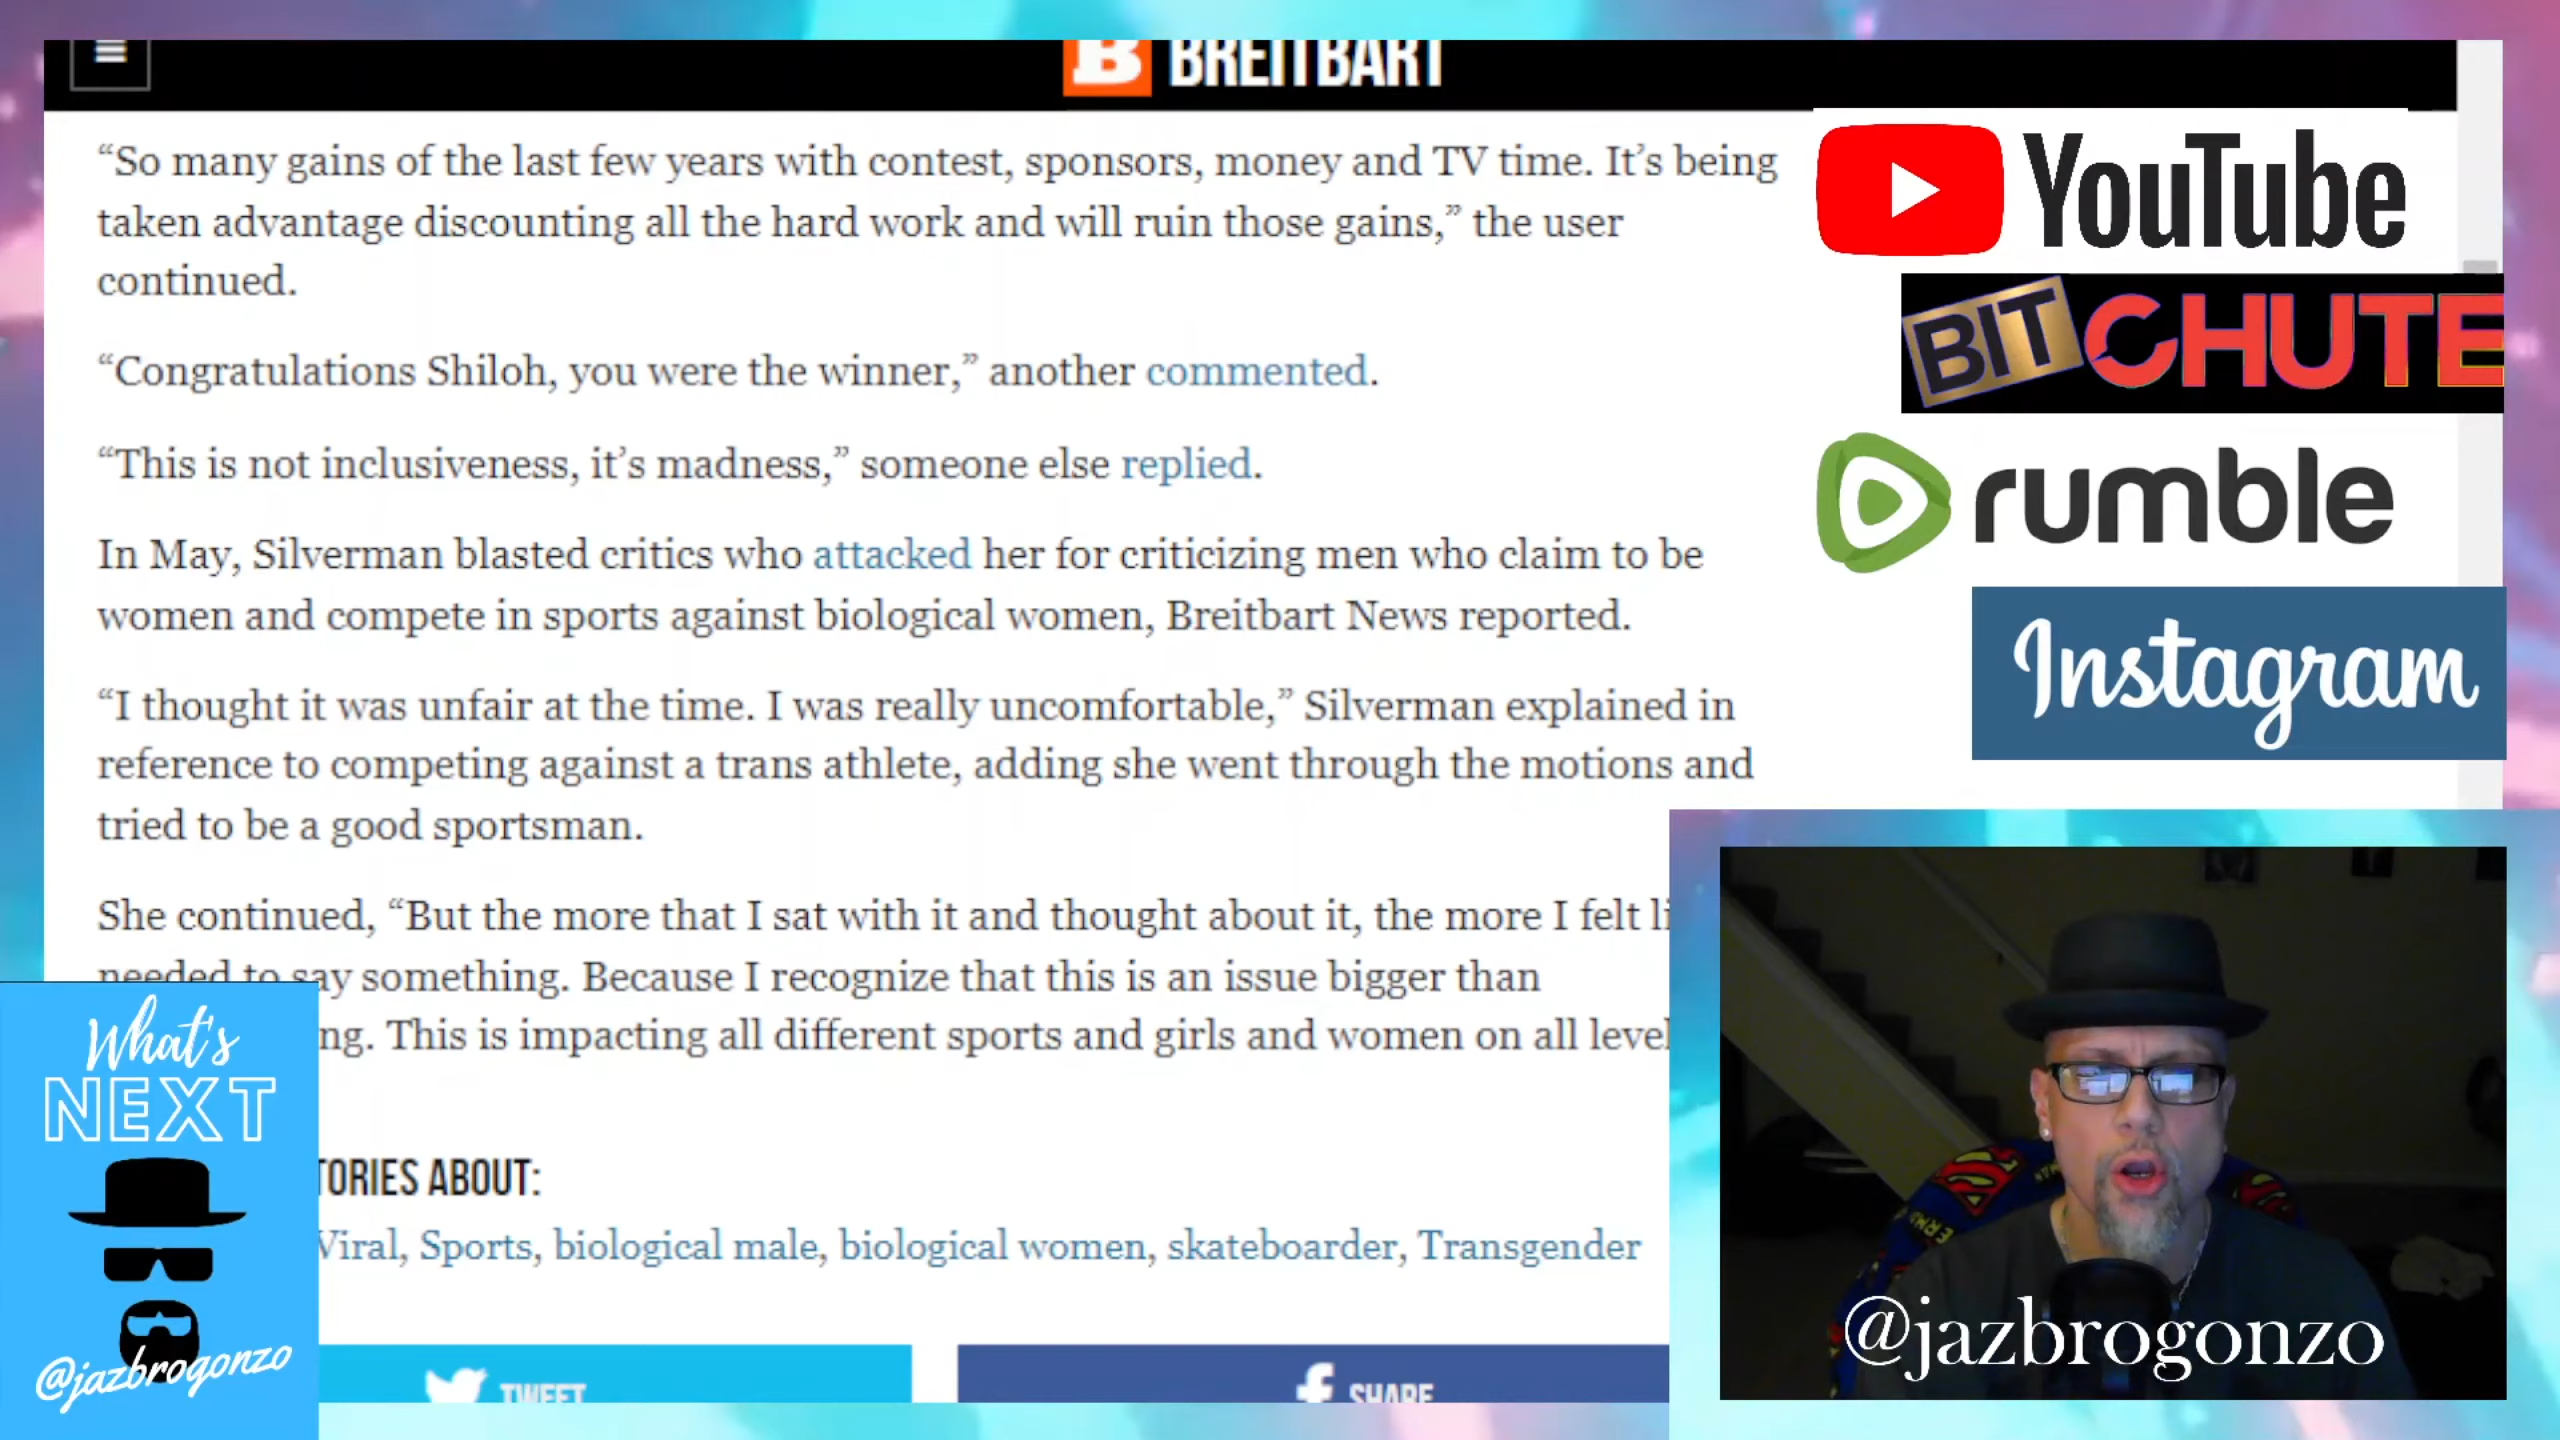 BREITBART
“So many gains of the last few years with contest, sponsors, money and TV time. It’s being
taken advantage discounting all the hard work and will ruin those gains,” the user
continued.
“Congratulations Shiloh, you were the winner,” another commented.
“This is not inclusiveness, it’s madness,” someone else replied.
In May, Silverman blasted critics who attacked her for criticizing men who claim to be
women and compete in sports against biological women, Breitbart News reported.
“I thought it was unfair at the time. I was really uncomfortable,” Silverman explained in
reference to competing against a trans athlete, adding she went through the motions and
tried to be a good sportsman.
She continued, “But the more that I sat with it and thought about it, the more I felt li
needed to say something. Because I recognize that this is an issue bigger than
ng. This is impacting all different sports and girls and women on all level
TORIES ABOUT:
Viral, Sports, biological male, biological women, skateboarder, Transgender
TWEET
SHARE
YouTube
BITCHUTE
rumble
Instagram
What's
NEXT
@jazbrogonzo
@jazbrogonzo